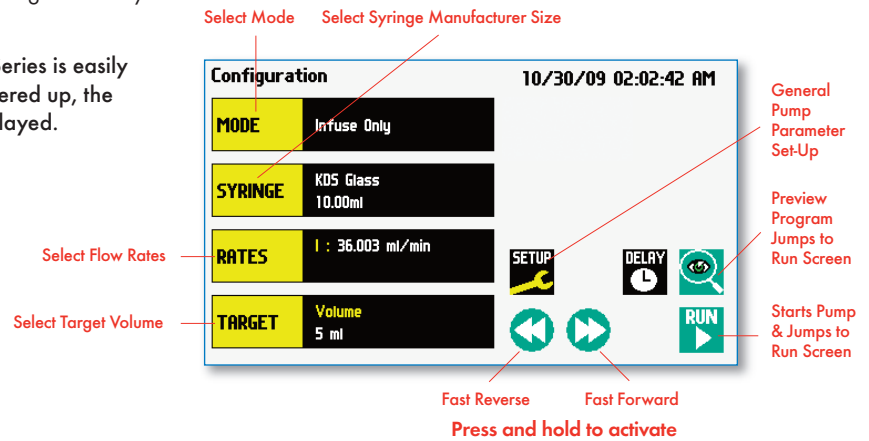 Select Mode
Select Syringe Manufacturer Size
eries is easily
ered up, the
layed.
Configuration
10/30/09 02:02:42 AM
MODE
Infuse Only
SYRINGE
KDS Glass
10.00ml
RATES
I : 36.003 ml/min
TARGET
Volume
5 ml
SETUP
DELAY
RUN
Select Flow Rates
Select Target Volume
General
Pump
Parameter
Set-Up
Preview
Program
Jumps to
Run Screen
Starts Pump
& Jumps to
Run Screen
Fast Reverse
Fast Forward
Press and hold to activate